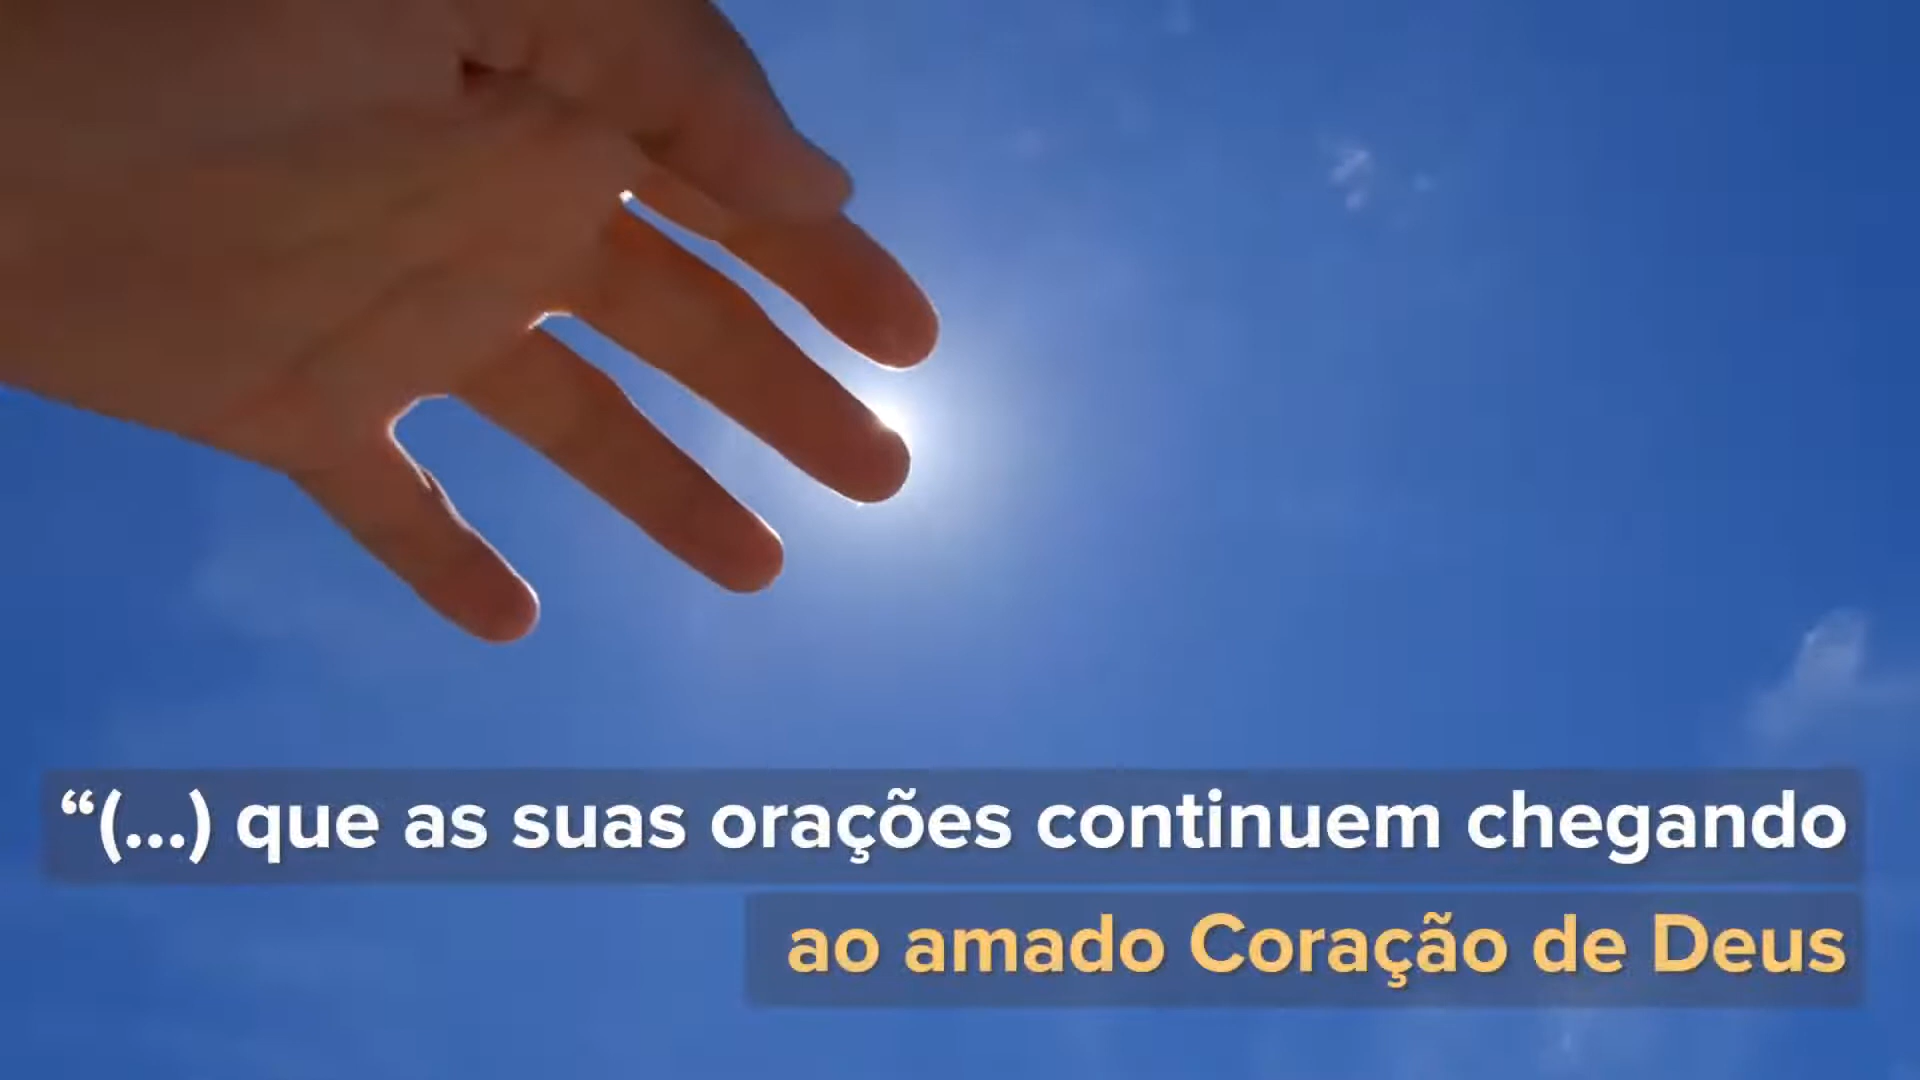 “(...) que as suas orações continuem chegando
ao amado Coração de Deus